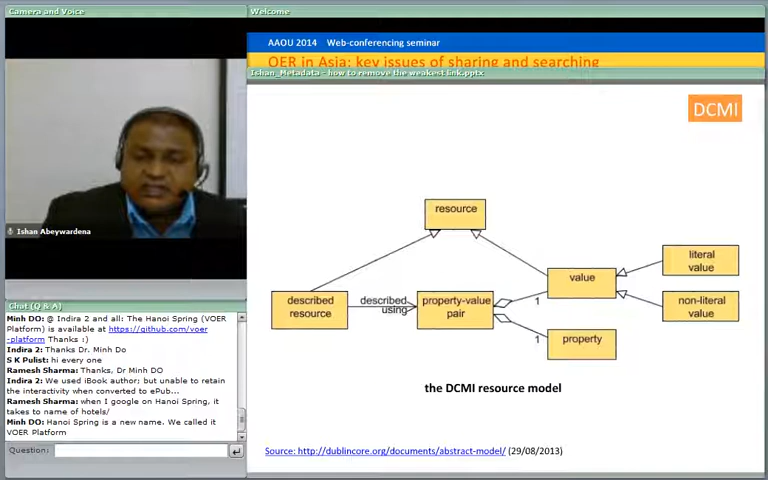 Camera and Voice
Welcome
AAOU 2014 Web-conferencing seminar
OER in Asia: key issues of sharing and searching
Ishan_Metadata - how to remove the weakest link.pptx
DCMI
resource
described
resource
described
using
property-value
pair
value
1
1
property
literal
value
non-literal
value
the DCMI resource model
Source: http://dublincore.org/documents/abstract-model/ (29/08/2013)
Ishan Abeywardena
Chat (Q & A)
Minh DO: @ Indira 2 and all: The Hanoi Spring (VOER
Platform) is available at
https://github.com/voer
-platform Thanks :)
Indira 2: Thanks Dr. Minh Do
S K Pulist: hi every one
Ramesh Sharma: Thanks, Dr Minh DO
Indira 2: We used iBook author; but unable to retain
the interactivity when converted to ePub...
Ramesh Sharma: when I google on Hanoi Spring, it
takes to name of hotels/
Minh DO: Hanoi Spring is a new name. We called it
VOER Platform
Question: